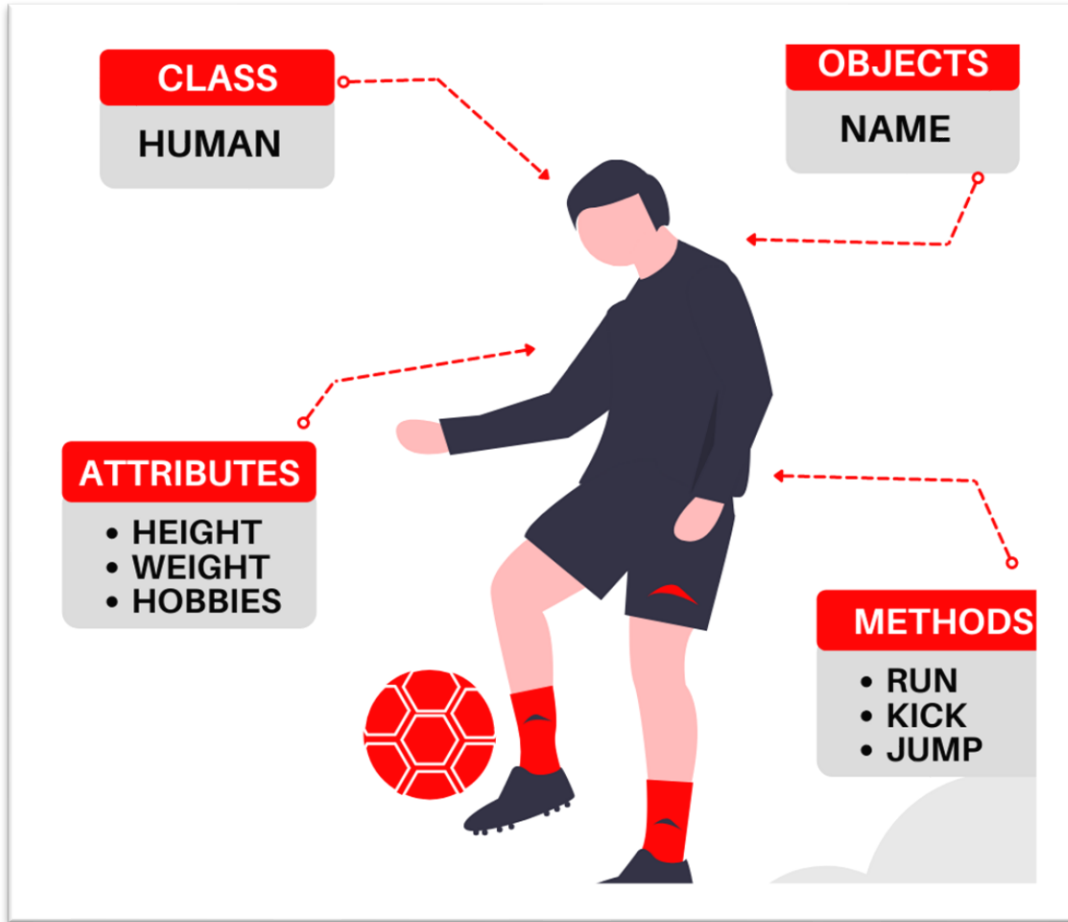 CLASS
HUMAN
OBJECTS
NAME
ATTRIBUTES
• HEIGHT
• WEIGHT
• HOBBIES
METHODS
• RUN
• KICK
• JUMP